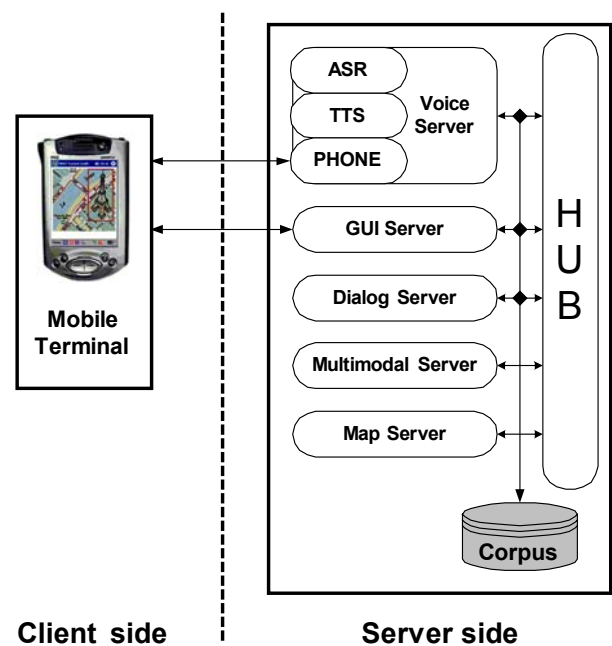 ASR
TTS
PHONE
Voice
Server
GUI Server
Dialog Server
Multimodal Server
Map Server
H
U
B
Corpus
Mobile
Terminal
Client side
Server side